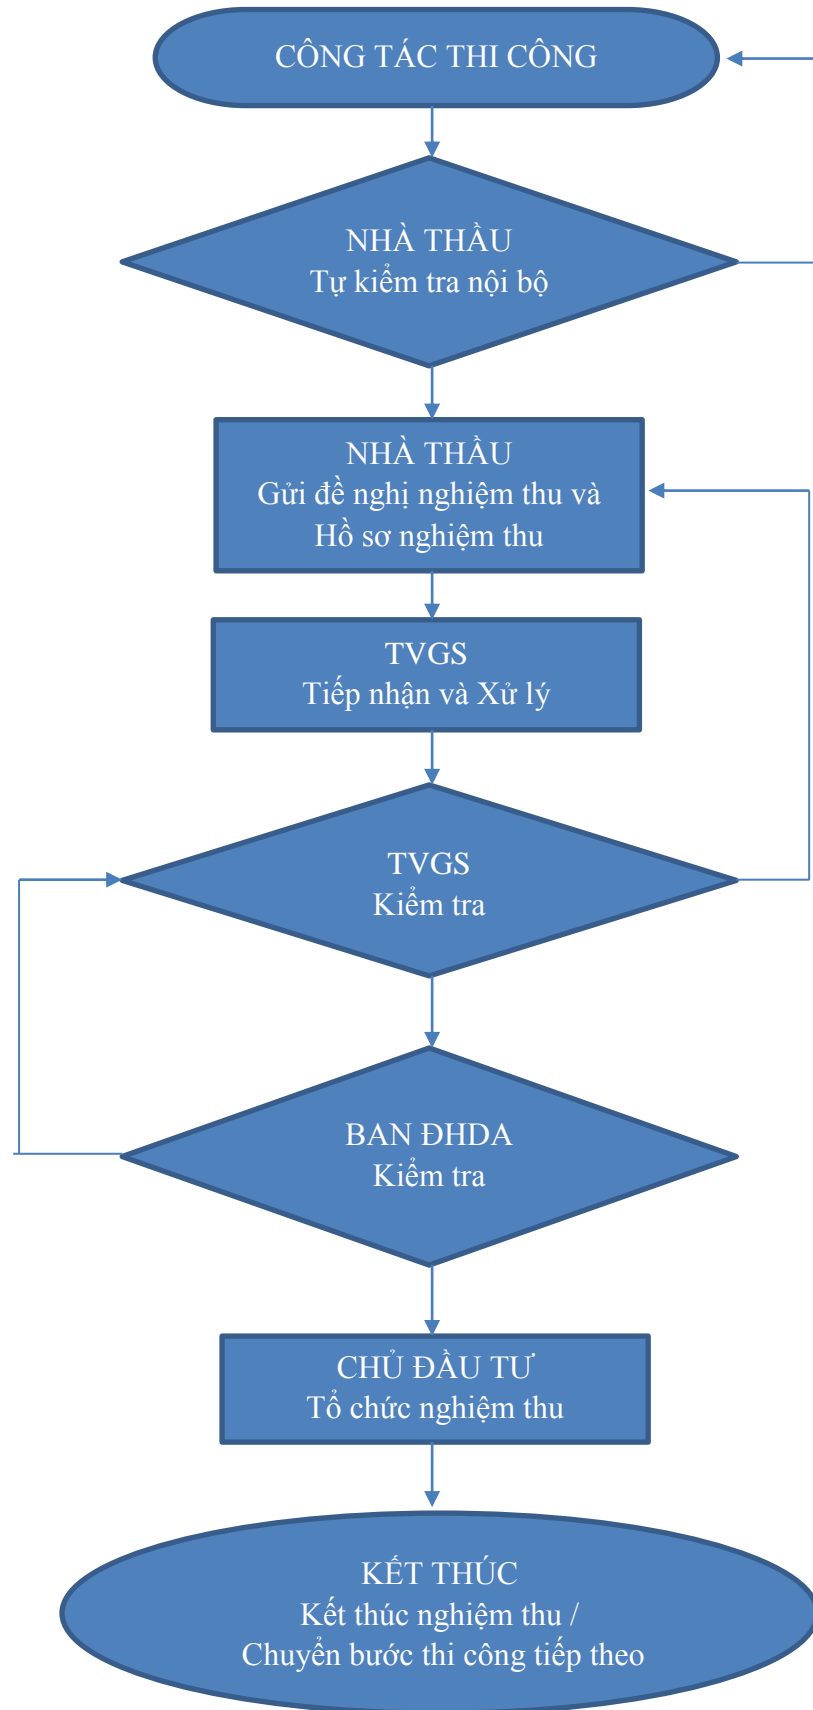 CÔNG TÁC THI CÔNG
NHÀ THẦU
Tự kiểm tra nội bộ
NHÀ THẦU
Gửi đề nghị nghiệm thu và
Hồ sơ nghiệm thu
TVGS
Tiếp nhận và Xử lý
TVGS
Kiểm tra
BAN ĐHDA
Kiểm tra
CHỦ ĐẦU TƯ
Tổ chức nghiệm thu
KẾT THÚC
Kết thúc nghiệm thu /
Chuyển bước thi công tiếp theo